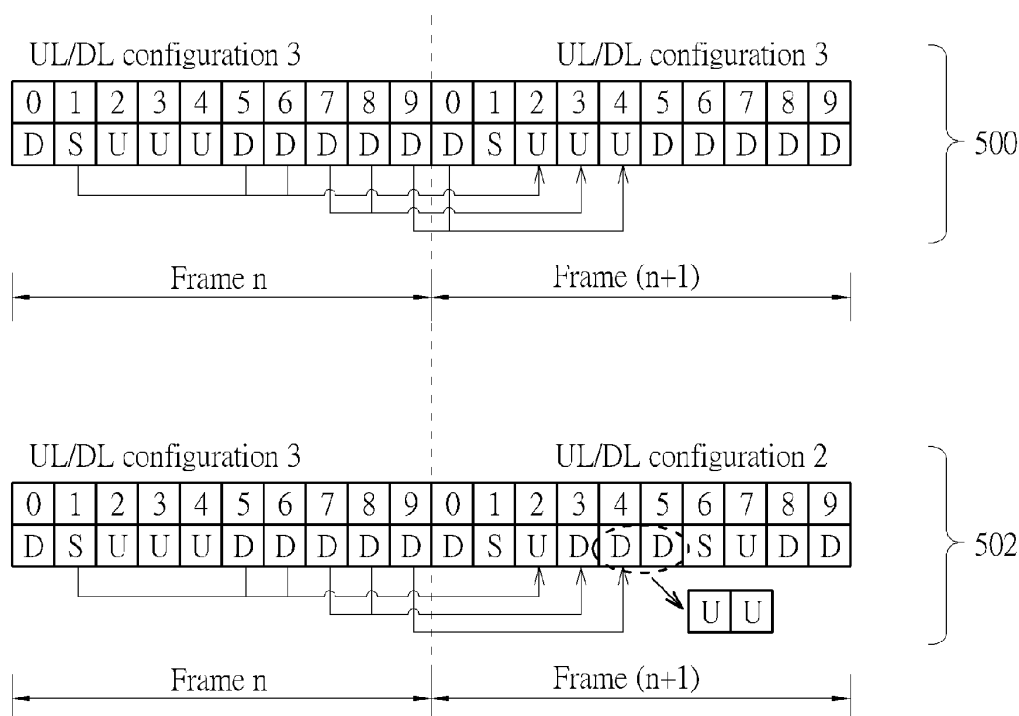 UL/DL configuration 3 UL/DL configuration 3
0 1 2 3 4 5 6 7 8 9 0 1 2 3 4 5 6 7 8 9
D S U U U D D D D D D S U U U D D D D D
500
Frame n Frame (n+1)
UL/DL configuration 3 UL/DL configuration 2
0 1 2 3 4 5 6 7 8 9 0 1 2 3 4 5 6 7 8 9
D S U U U D D D D D D S U D D D S U D D
502
U U
Frame n Frame (n+1)